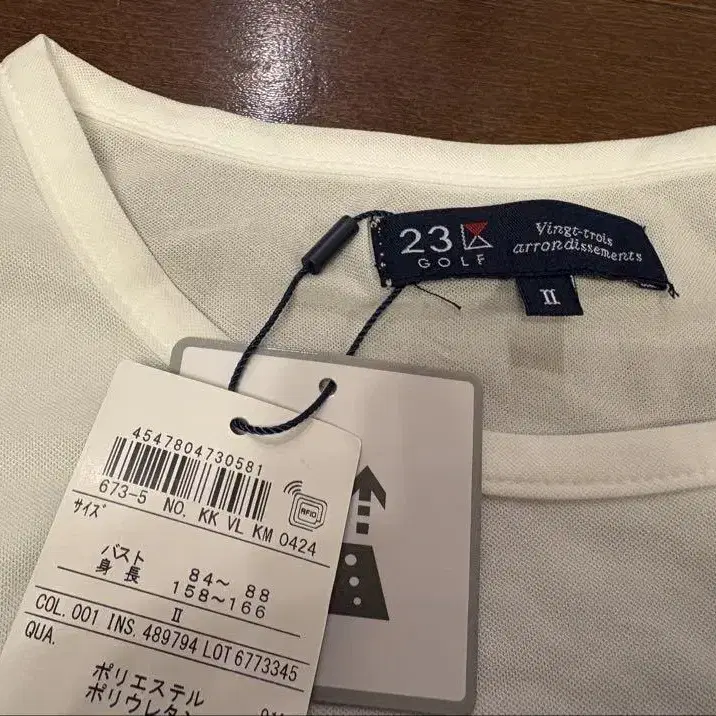 23
GOLF
Vingt-trois
arrondissements
II
4547804730581
673-5 NO. KK VL KM 0424
RFID
サイズ
バスト 84～ 88
身長 158～166
II
COL. 001 INS. 489794 LOT 6773345
QUA.
ポリエステル
ポリウレタン